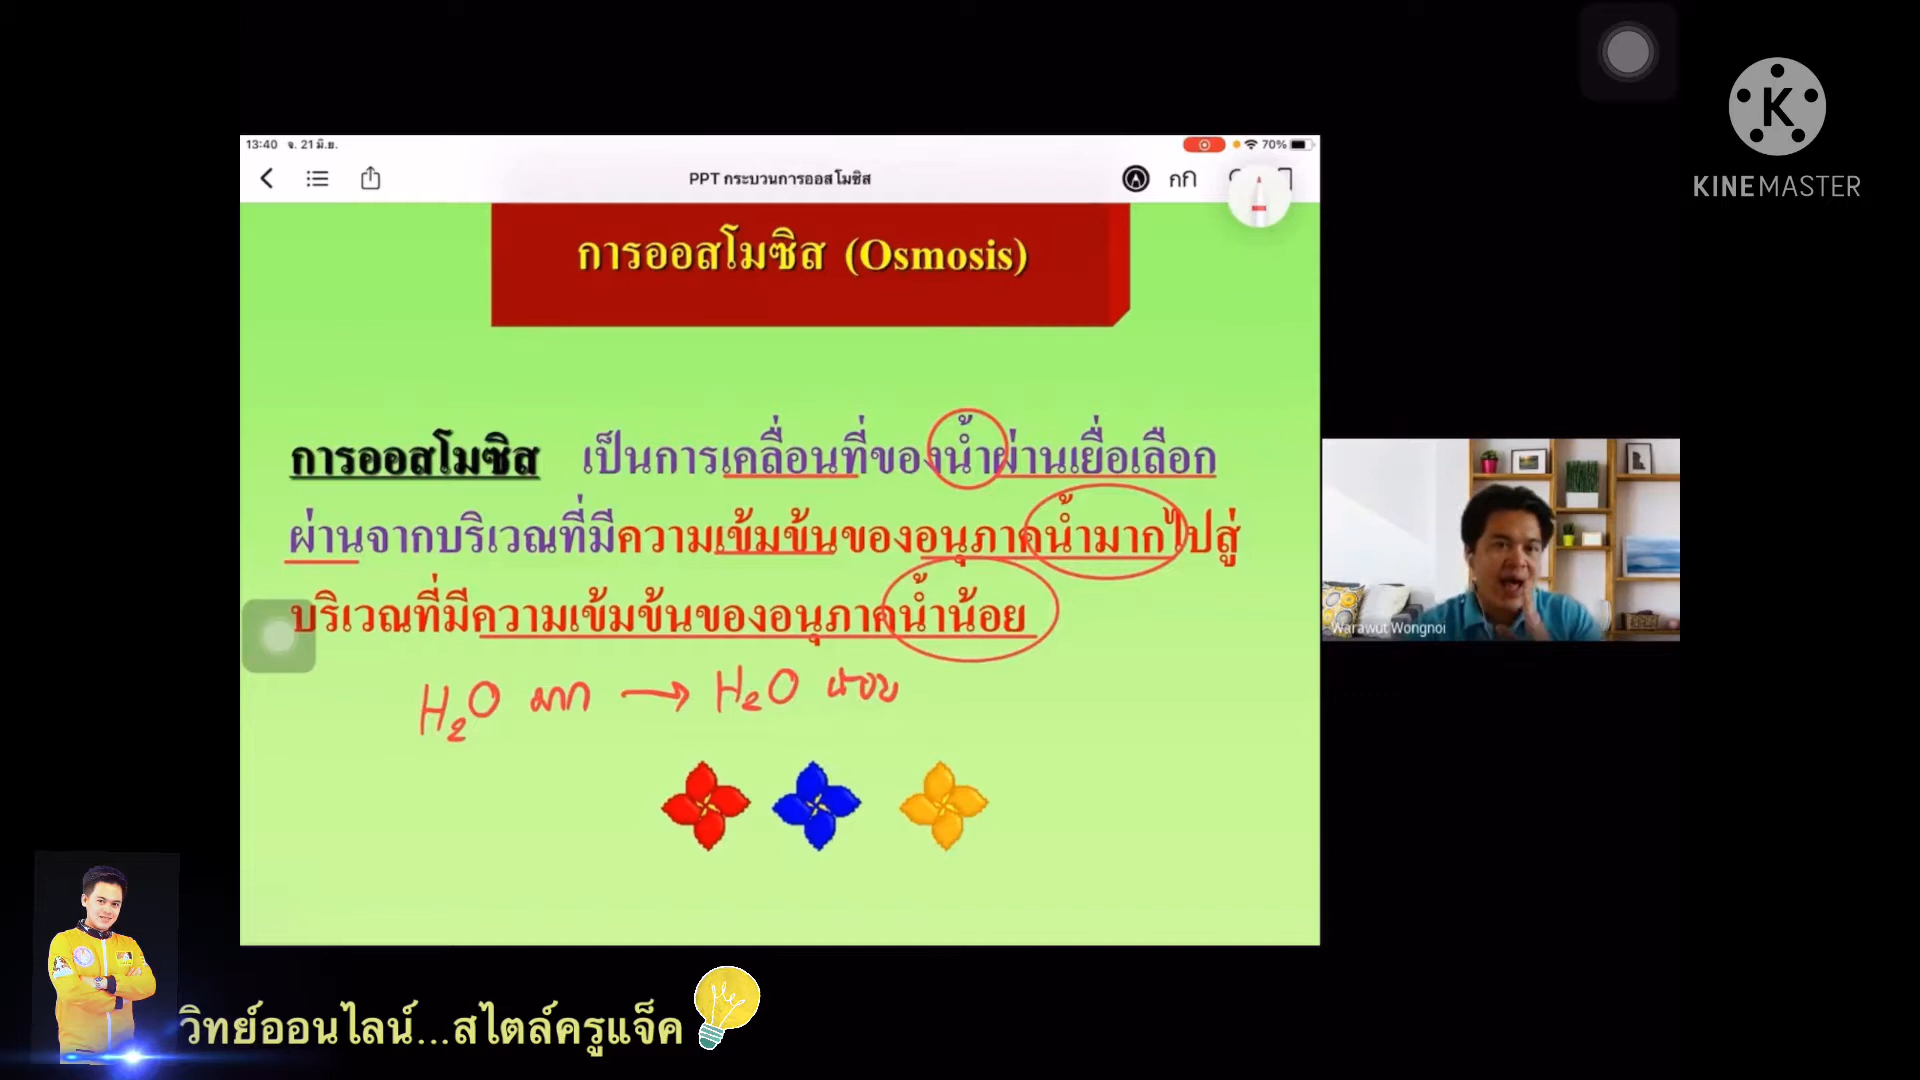 13:40 จ. 21 มิ.ย.
70%
PPT กระบวนการออสโมซิส
กก
K
KINEMASTER
การออสโมซิส (Osmosis)
การออสโมซิส เป็นการเคลื่อนที่ของน้ำผ่านเยื่อเลือก
ผ่านจากบริเวณที่มีความเข้มข้นของอนุภาคน้ำมากไปสู่
บริเวณที่มีความเข้มข้นของอนุภาคน้ำน้อย
H₂O มาก → H₂O น้อย
Warawut Wongnoi
วิทย์ออนไลน์...สไตล์ครูแจ็ค